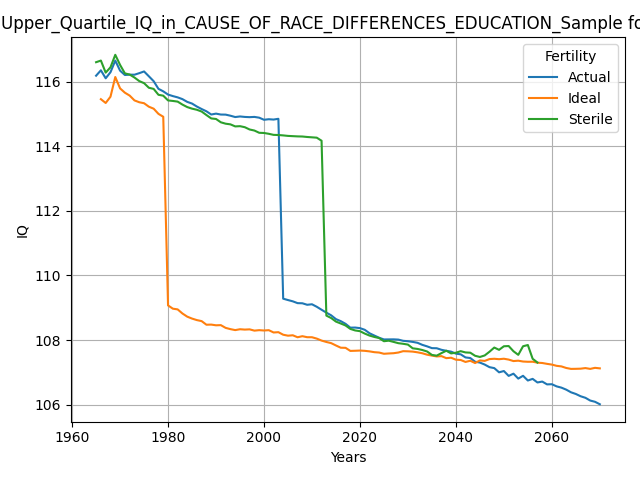 Upper_Quartile_IQ_in_CAUSE_OF_RACE_DIFFERENCES_EDUCATION_Sample fo
Fertility
Actual
Ideal
Sterile
116
114
112
110
108
106
IQ
1960 1980 2000 2020 2040 2060
Years